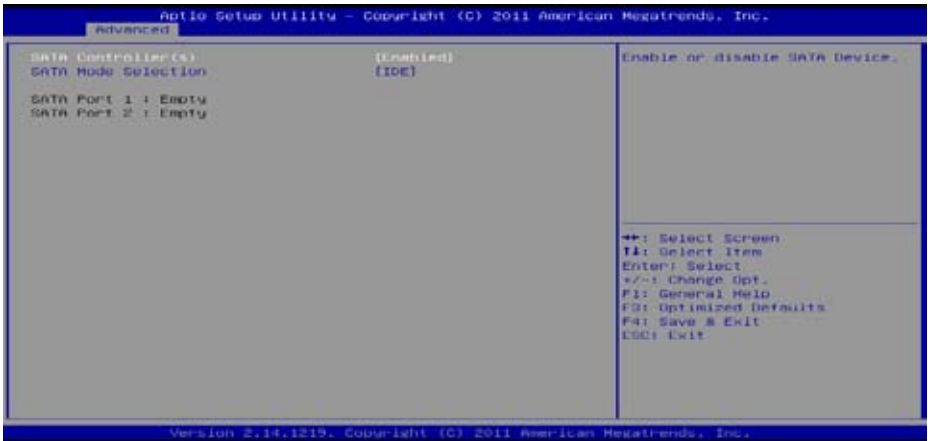 Aptio Setup Utility - Copyright (C) 2011 American Megatrends, Inc.
Advanced
SATA Controller(s) [Enabled]
SATA Mode Selection [IDE]
SATA Port 1 : Empty
SATA Port 2 : Empty
Enable or disable SATA Device.
→←: Select Screen
↑↓: Select Item
Enter: Select
+/-: Change Opt.
F1: General Help
F3: Optimized Defaults
F4: Save & Exit
ESC: Exit
Version 2.14.1219. Copyright (C) 2011 American Megatrends, Inc.